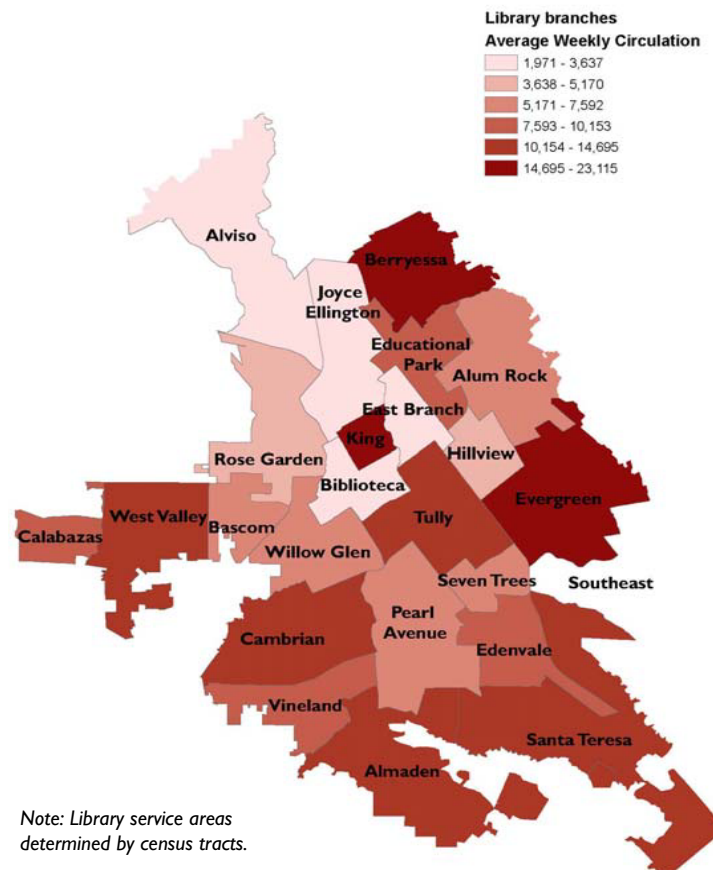 Library branches
Average Weekly Circulation
1,971 - 3,637
3,638 - 5,170
5,171 - 7,592
7,593 - 10,153
10,154 - 14,695
14,695 - 23,115
Alviso
Berryessa
Joyce
Ellington
Educational
Park
Alum Rock
East Branch
King
Hillview
Rose Garden
Biblioteca
Evergreen
West Valley
Tully
Calabazas
Bascom
Willow Glen
Seven Trees
Southeast
Pearl
Avenue
Cambrian
Edenvale
Vineland
Santa Teresa
Almaden
Note: Library service areas
determined by census tracts.